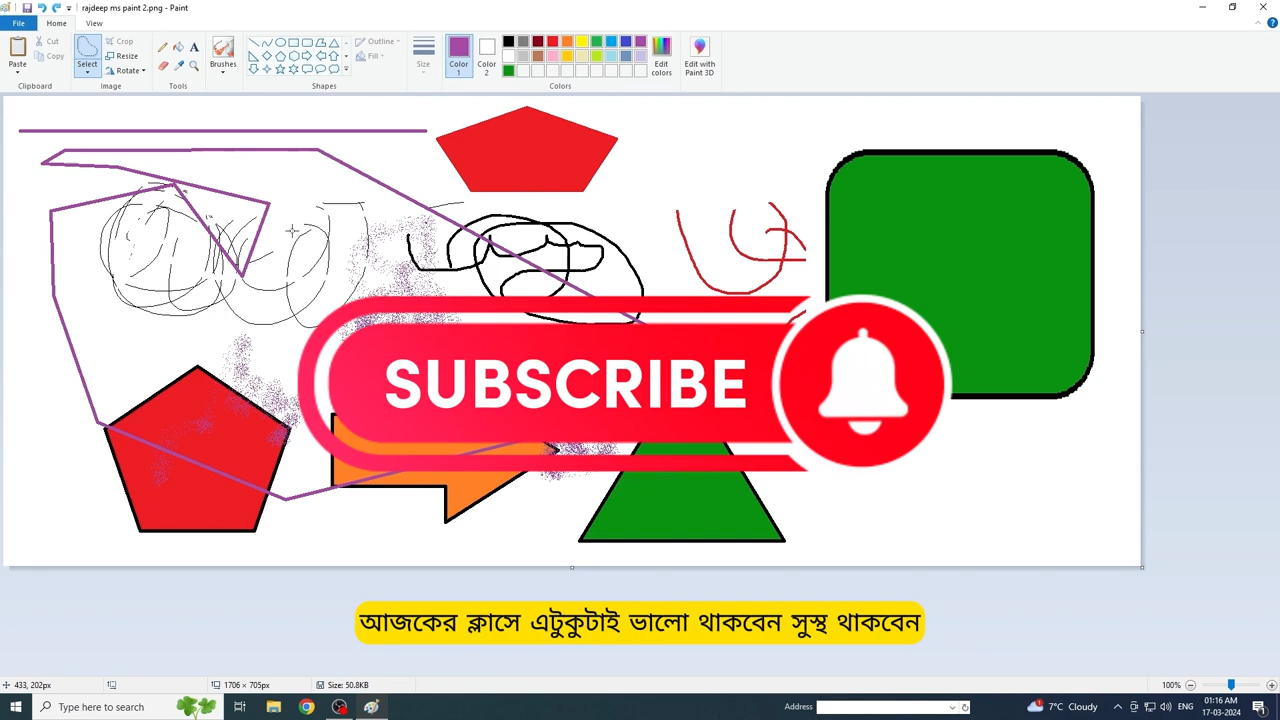 rajdeep ms paint 2.png - Paint
File Home View
Paste Cut Copy Clipboard
Select Crop Resize Rotate Image
Tools
Brushes
Shapes Outline Fill
Size
Color 1 Color 2 Edit colors Colors
Edit with Paint 3D
SUBSCRIBE
আজকের ক্লাসে এটুকুটাই ভালো থাকবেন সুস্থ থাকবেন
433, 202px 1706 × 705px Size: 50.8KB 100%
Type here to search Address 7°C Cloudy ENG 01:16 AM 17-03-2024